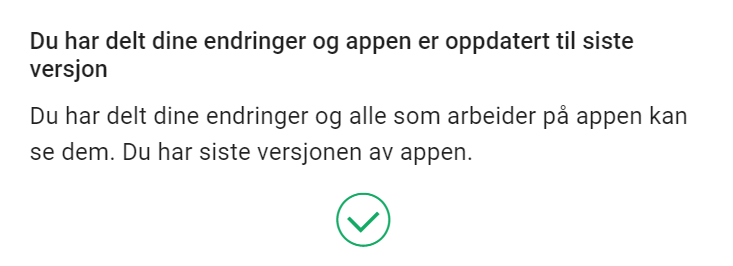 Du har delt dine endringer og appen er oppdatert til siste
versjon
Du har delt dine endringer og alle som arbeider på appen kan
se dem. Du har siste versjonen av appen.